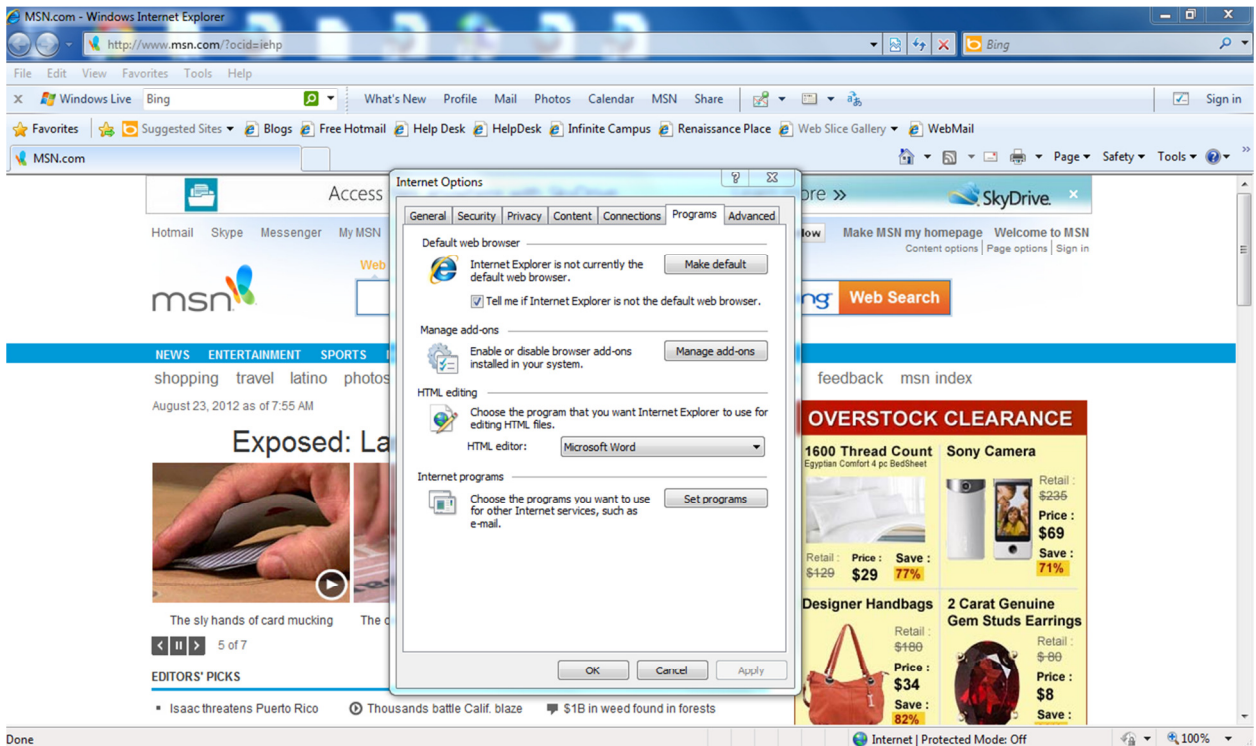 MSN.com - Windows Internet Explorer
http://www.msn.com/?ocid=iehp
Bing
File Edit View Favorites Tools Help
x Windows Live Bing What's New Profile Mail Photos Calendar MSN Share Sign in
Favorites Suggested Sites Blogs Free Hotmail Help Desk HelpDesk Infinite Campus Renaissance Place Web Slice Gallery WebMail
MSN.com
Page Safety Tools
Access
ore »
SkyDrive
Hotmail Skype Messenger My MSN
Make MSN my homepage Welcome to MSN
Content options | Page options | Sign in
Web
msn
ng Web Search
NEWS ENTERTAINMENT SPORTS
shopping travel latino photos
feedback msn index
August 23, 2012 as of 7:55 AM
Exposed: La
The sly hands of card mucking
The c
5 of 7
EDITORS' PICKS
Isaac threatens Puerto Rico
Thousands battle Calif. blaze
$1B in weed found in forests
Internet Options
General Security Privacy Content Connections Programs Advanced
Default web browser
Internet Explorer is not currently the
default web browser.
Make default
Tell me if Internet Explorer is not the default web browser.
Manage add-ons
Enable or disable browser add-ons
installed in your system.
Manage add-ons
HTML editing
Choose the program that you want Internet Explorer to use for
editing HTML files.
HTML editor: Microsoft Word
Internet programs
Choose the programs you want to use
for other Internet services, such as
e-mail.
Set programs
OK Cancel Apply
OVERSTOCK CLEARANCE
1600 Thread Count
Egyptian Comfort 4 pc BedSheet
Retail : $129
Price : $29
Save : 77%
Sony Camera
Retail :
$235
Price :
$69
Save :
71%
Designer Handbags
Retail :
$180
Price :
$34
Save :
82%
2 Carat Genuine
Gem Studs Earrings
Retail :
$80
Price :
$8
Save :
Done
Internet | Protected Mode: Off
100%